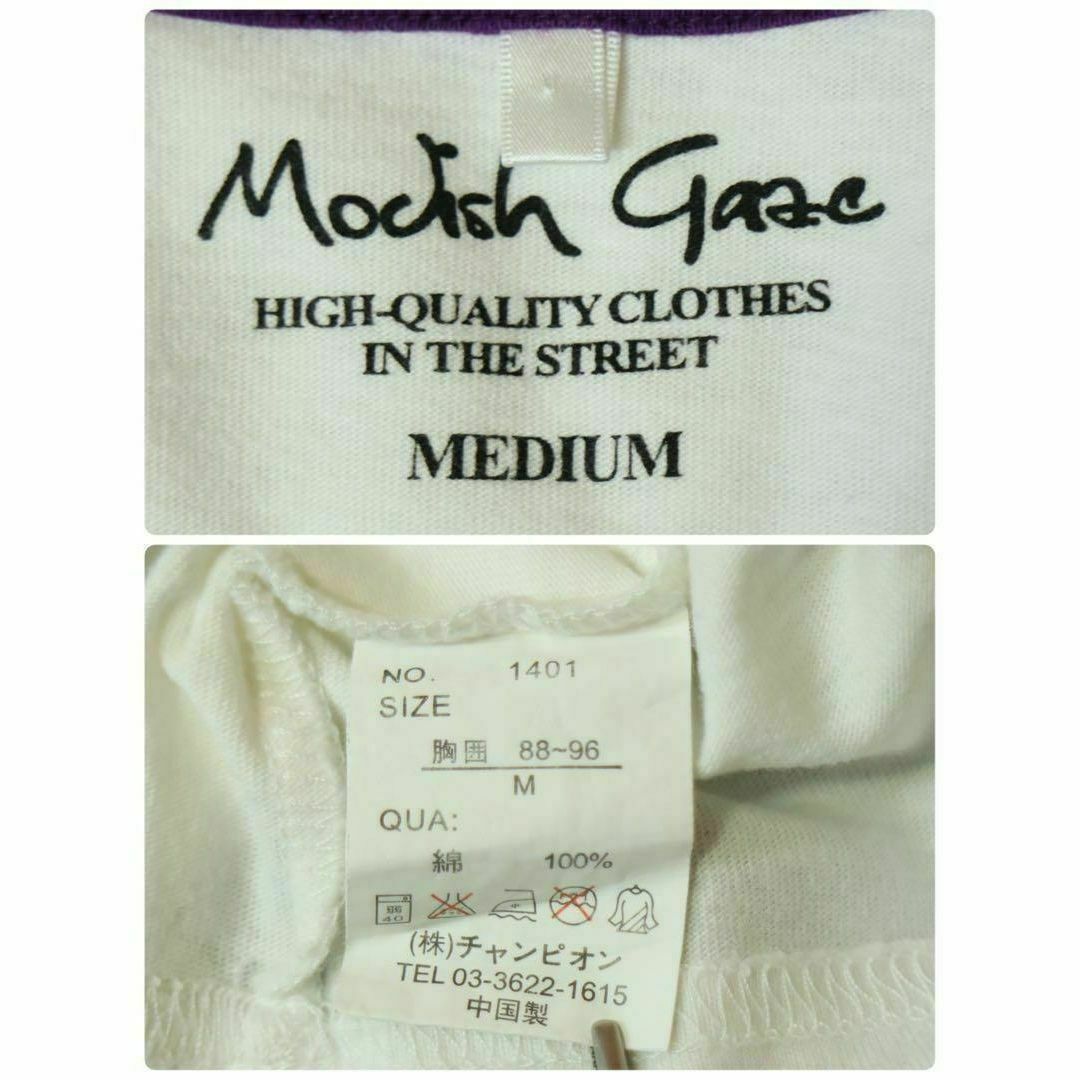 Modish Gaze
HIGH-QUALITY CLOTHES
IN THE STREET
MEDIUM
NO. 1401
SIZE
胸囲 88~96
M
QUA:
綿 100%
40
(株)チャンピオン
TEL 03-3622-1615
中国製